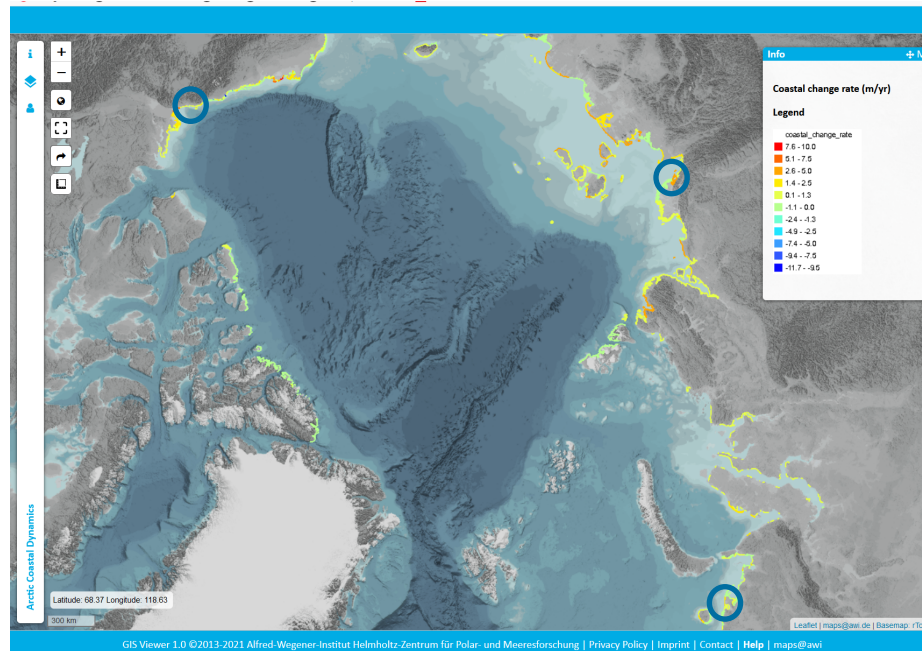 Info
M
Coastal change rate (m/yr)
Legend
coastal_change_rate
7.6 - 10.0
5.1 - 7.5
2.6 - 5.0
1.4 - 2.5
0.1 - 1.3
-1.1 - 0.0
-2.4 - -1.3
-4.9 - -2.5
-7.4 - -5.0
-9.4 - -7.5
-11.7 - -9.5
Arctic Coastal Dynamics
Latitude: 68.37 Longitude: 118.63
300 km
Leaflet | maps@awi.de | Basemap: rTo
GIS Viewer 1.0 ©2013-2021 Alfred-Wegener-Institut Helmholtz-Zentrum für Polar- und Meeresforschung | Privacy Policy | Imprint | Contact | Help | maps@awi